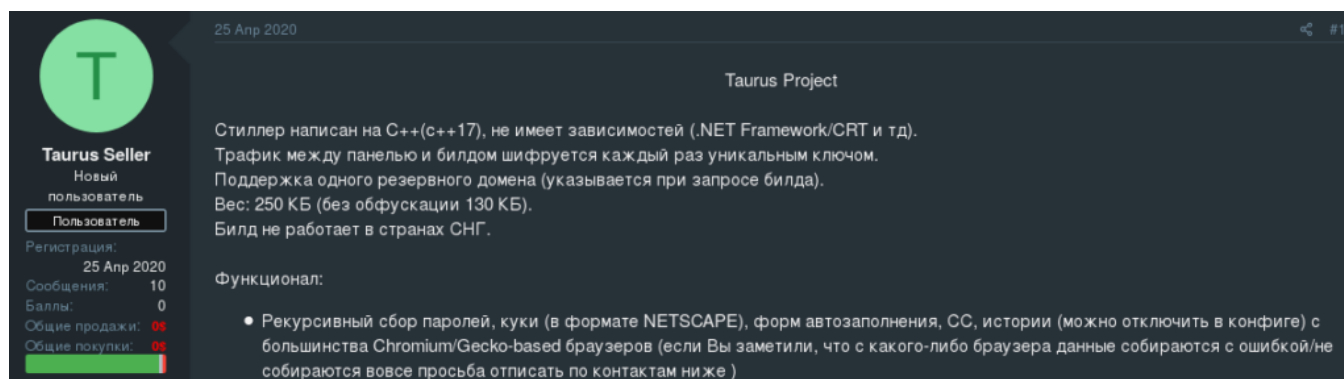 25 Апр 2020
#1
T
Taurus Seller
Новый
пользователь
Пользователь
Регистрация:
25 Апр 2020
Сообщения: 10
Баллы: 0
Общие продажи: 0$
Общие покупки: 0$
Taurus Project
Стиллер написан на C++(c++17), не имеет зависимостей (.NET Framework/CRT и тд).
Трафик между панелью и билдом шифруется каждый раз уникальным ключом.
Поддержка одного резервного домена (указывается при запросе билда).
Вес: 250 КБ (без обфускации 130 КБ).
Билд не работает в странах СНГ.
Функционал:
● Рекурсивный сбор паролей, куки (в формате NETSCAPE), форм автозаполнения, CC, истории (можно отключить в конфиге) с
большинства Chromium/Gecko-based браузеров (если Вы заметили, что с какого-либо браузера данные собираются с ошибкой/не
собираются вовсе просьба отписать по контактам ниже )